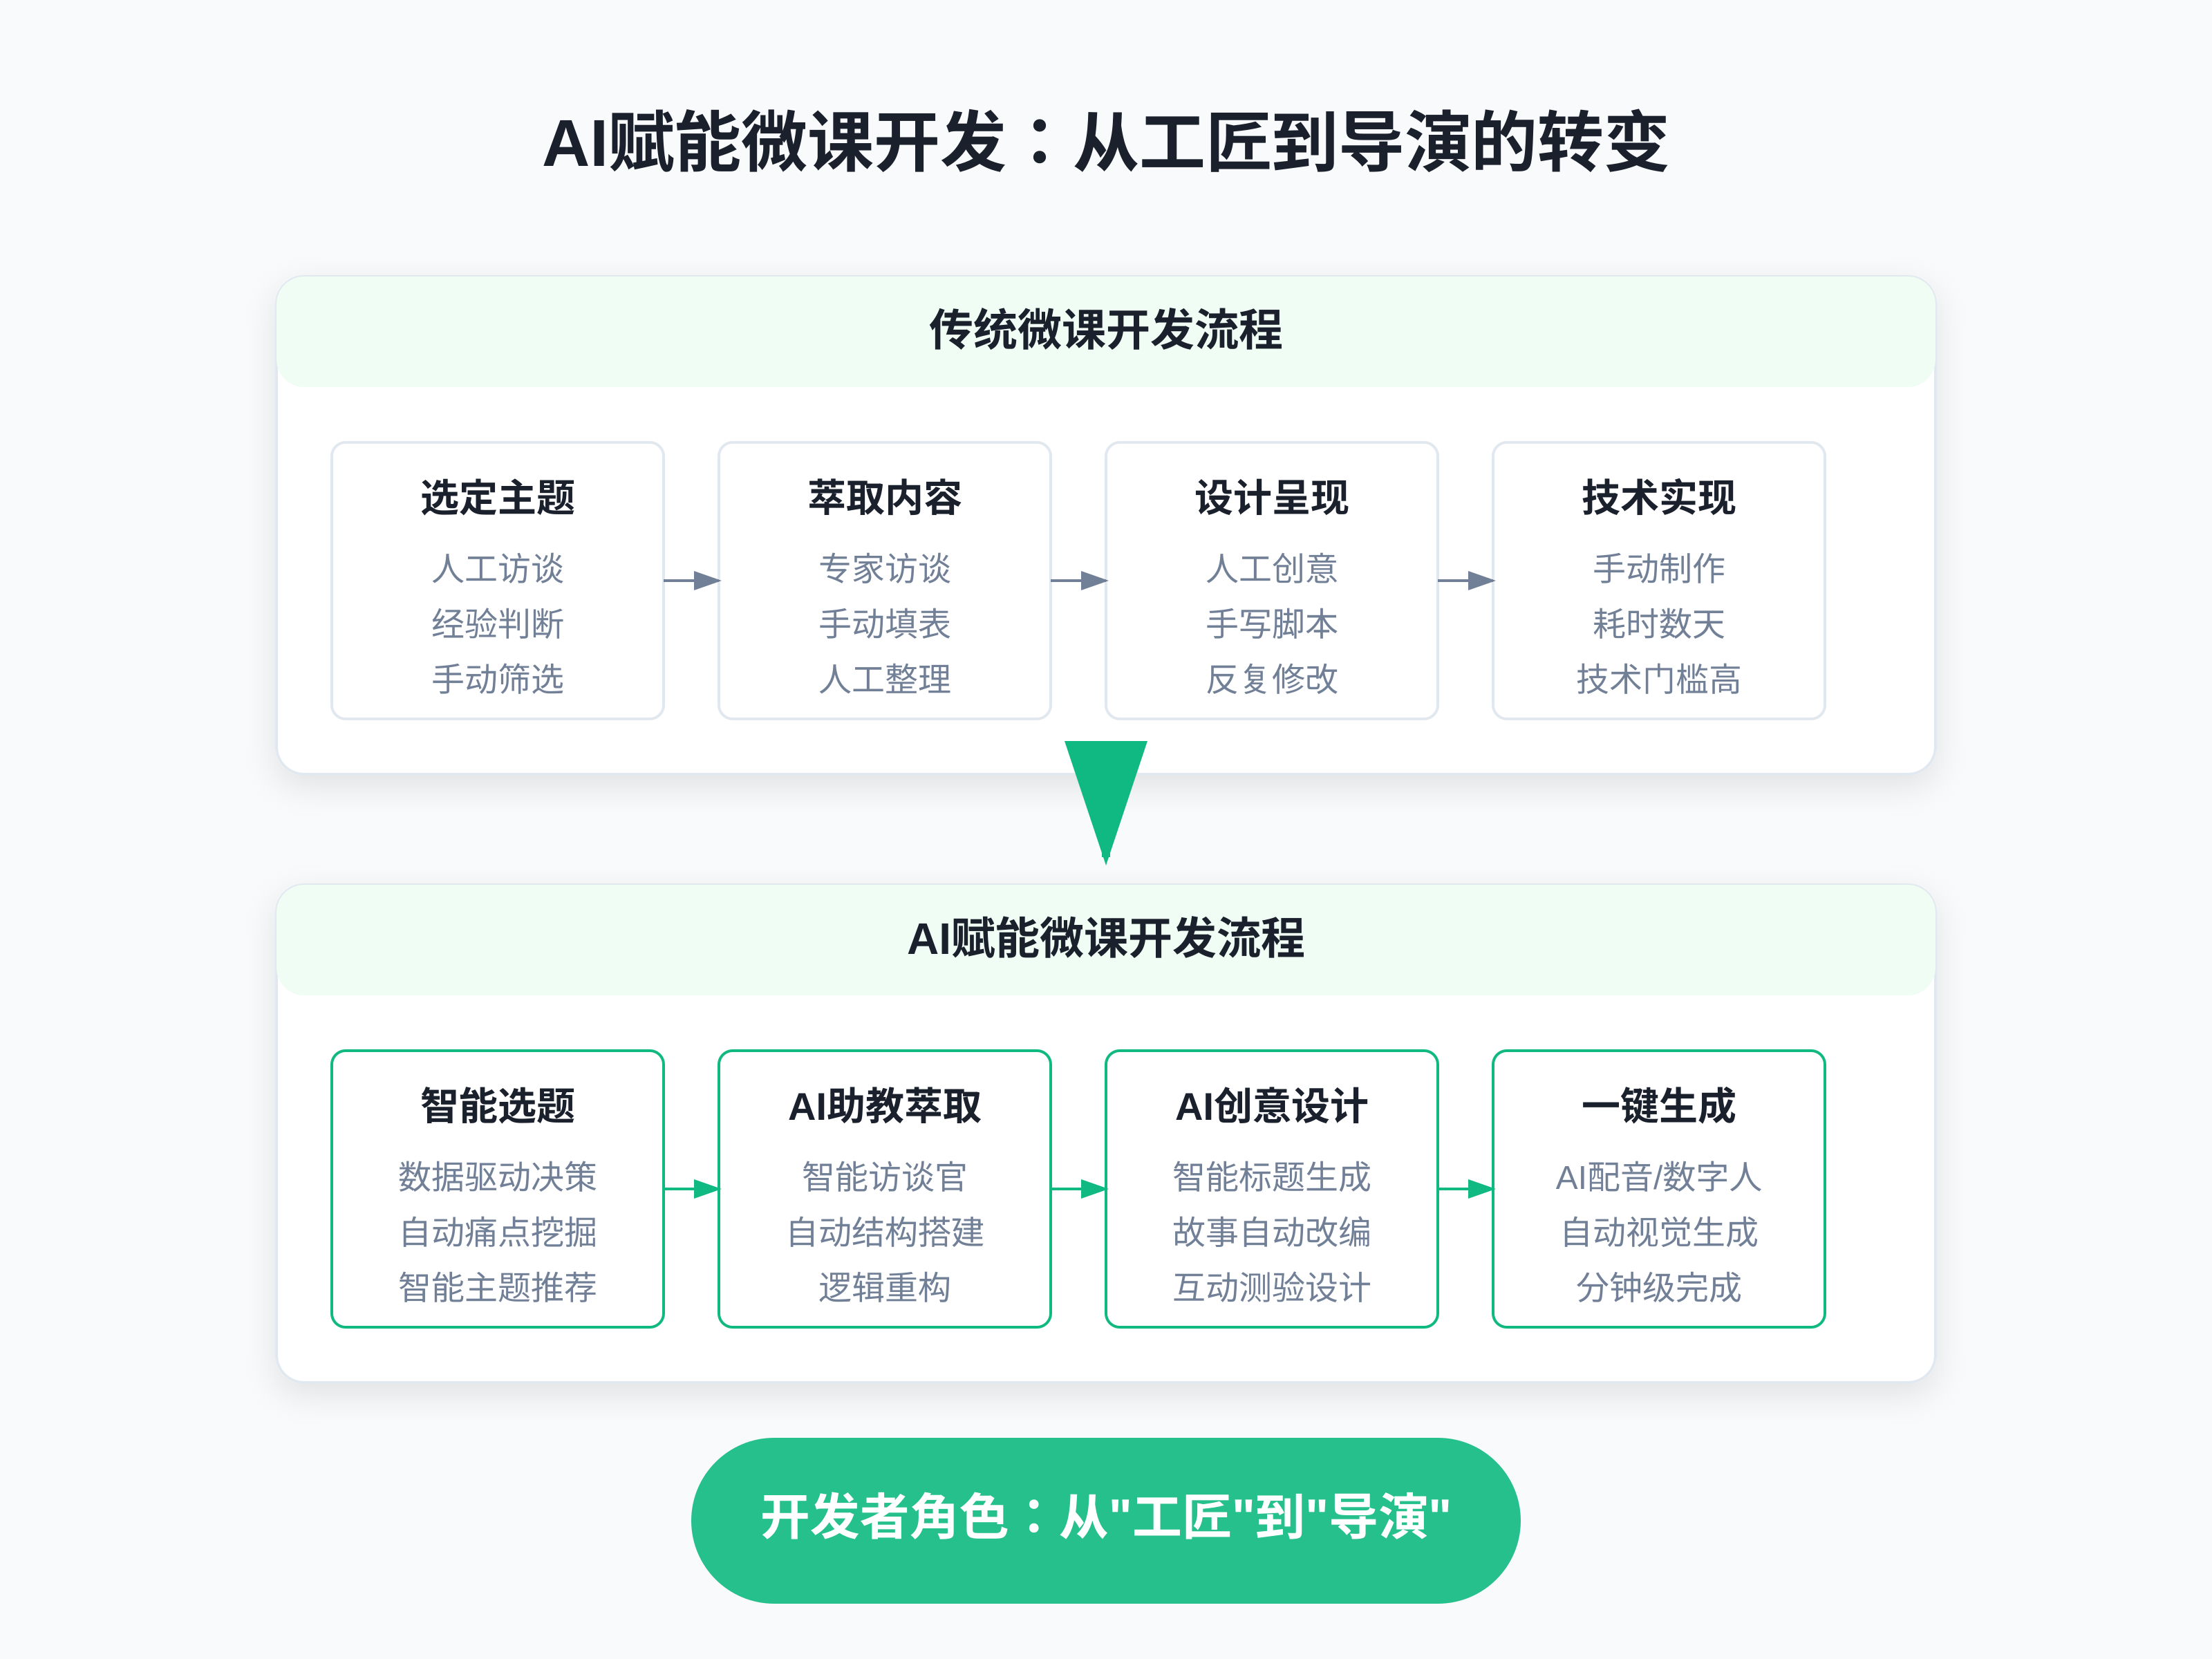 AI赋能微课开发：从工匠到导演的转变
传统微课开发流程
选定主题
人工访谈
经验判断
手动筛选
萃取内容
专家访谈
手动填表
人工整理
设计呈现
人工创意
手写脚本
反复修改
技术实现
手动制作
耗时数天
技术门槛高
AI赋能微课开发流程
智能选题
数据驱动决策
自动痛点挖掘
智能主题推荐
AI助教萃取
智能访谈官
自动结构搭建
逻辑重构
AI创意设计
智能标题生成
故事自动改编
互动测验设计
一键生成
AI配音/数字人
自动视觉生成
分钟级完成
开发者角色：从"工匠"到"导演"